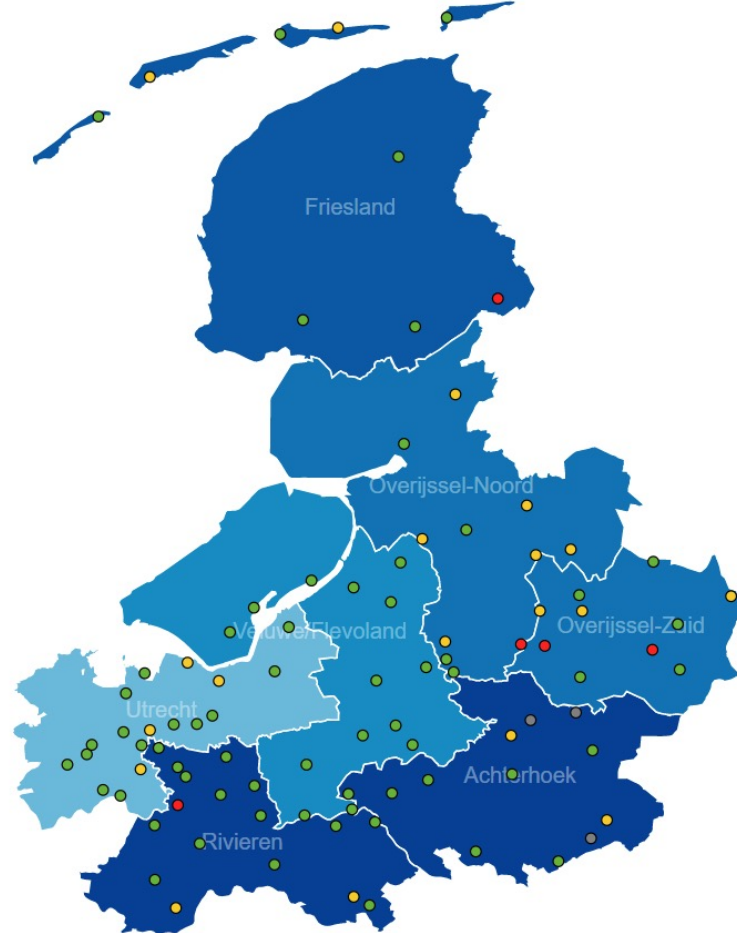 Friesland
Overijssel-Noord
Veluwe/Flevoland
Overijssel-Zuid
Utrecht
Achterhoek
Rivieren